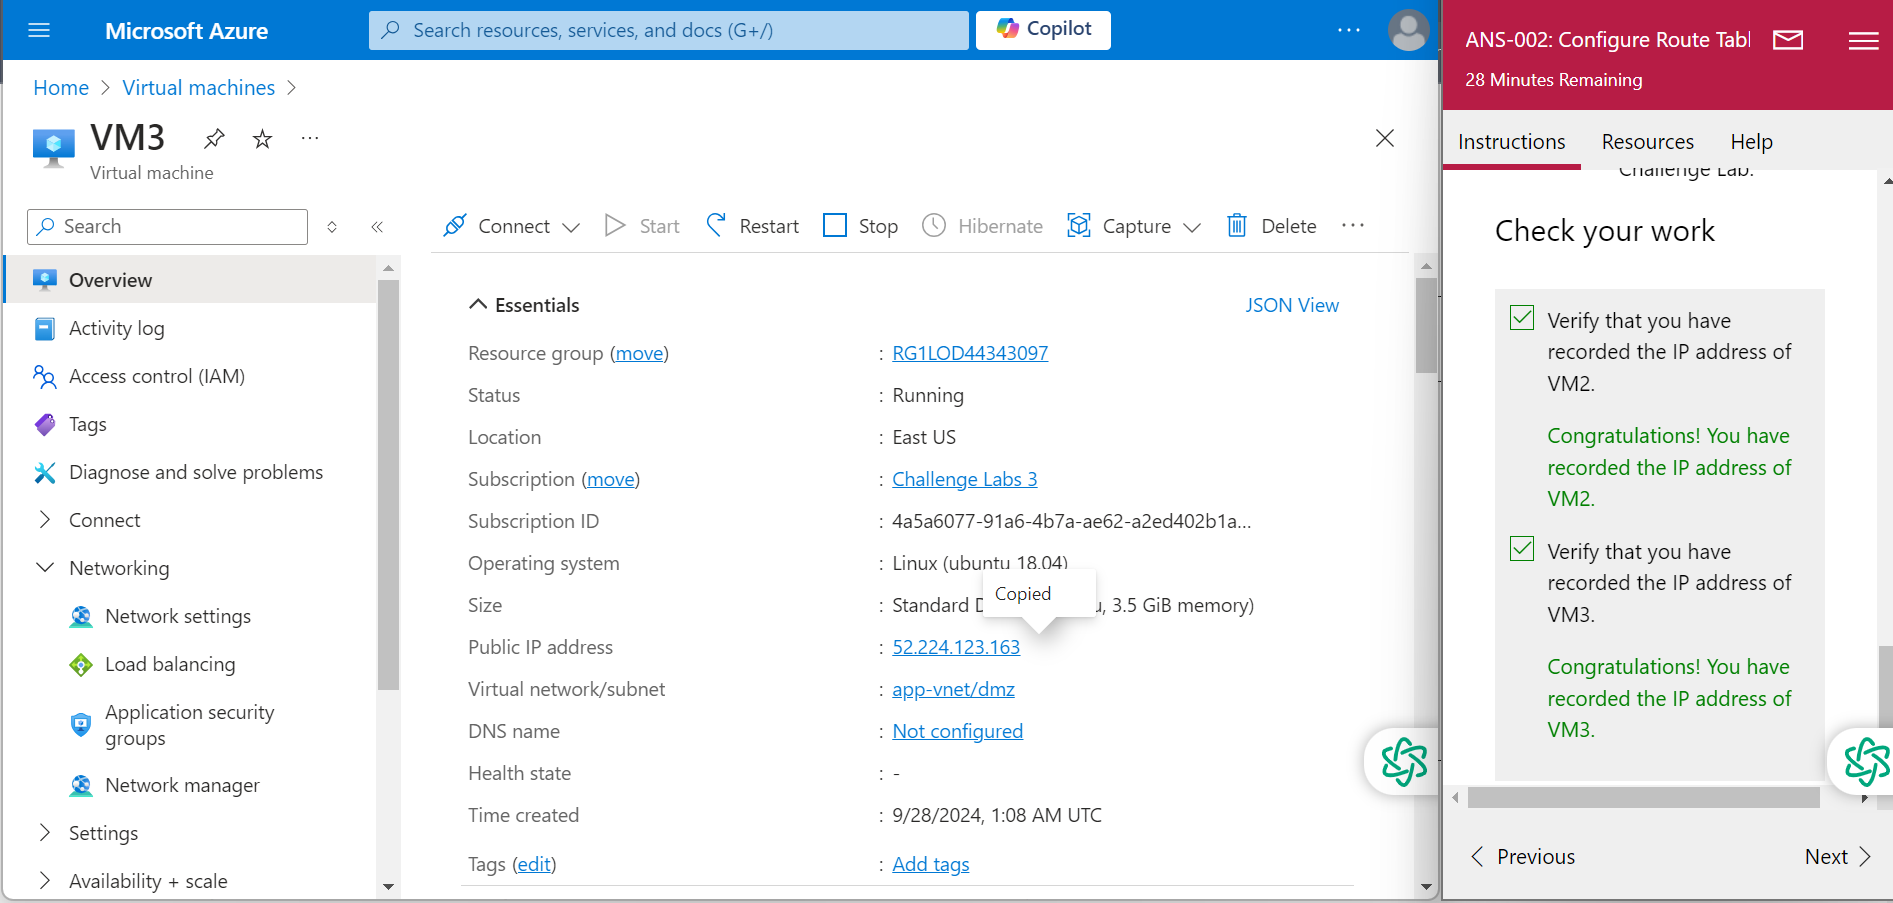 Microsoft Azure
Search resources, services, and docs (G+/)
Copilot
Home > Virtual machines >
VM3
Virtual machine
Search
Overview
Activity log
Access control (IAM)
Tags
Diagnose and solve problems
Connect
Networking
Network settings
Load balancing
Application security
groups
Network manager
Settings
Availability + scale
Connect
Start
Restart
Stop
Hibernate
Capture
Delete
Essentials
JSON View
Resource group (move) : RG1LOD44343097
Status : Running
Location : East US
Subscription (move) : Challenge Labs 3
Subscription ID : 4a5a6077-91a6-4b7a-ae62-a2ed402b1a...
Operating system : Linux (ubuntu 18.04)
Copied
Size : Standard D u, 3.5 GiB memory)
Public IP address : 52.224.123.163
Virtual network/subnet : app-vnet/dmz
DNS name : Not configured
Health state : -
Time created : 9/28/2024, 1:08 AM UTC
Tags (edit) : Add tags
ANS-002: Configure Route Tabl
28 Minutes Remaining
Instructions
Resources
Help
Challenge Lab.
Check your work
Verify that you have
recorded the IP address of
VM2.
Congratulations! You have
recorded the IP address of
VM2.
Verify that you have
recorded the IP address of
VM3.
Congratulations! You have
recorded the IP address of
VM3.
Previous
Next